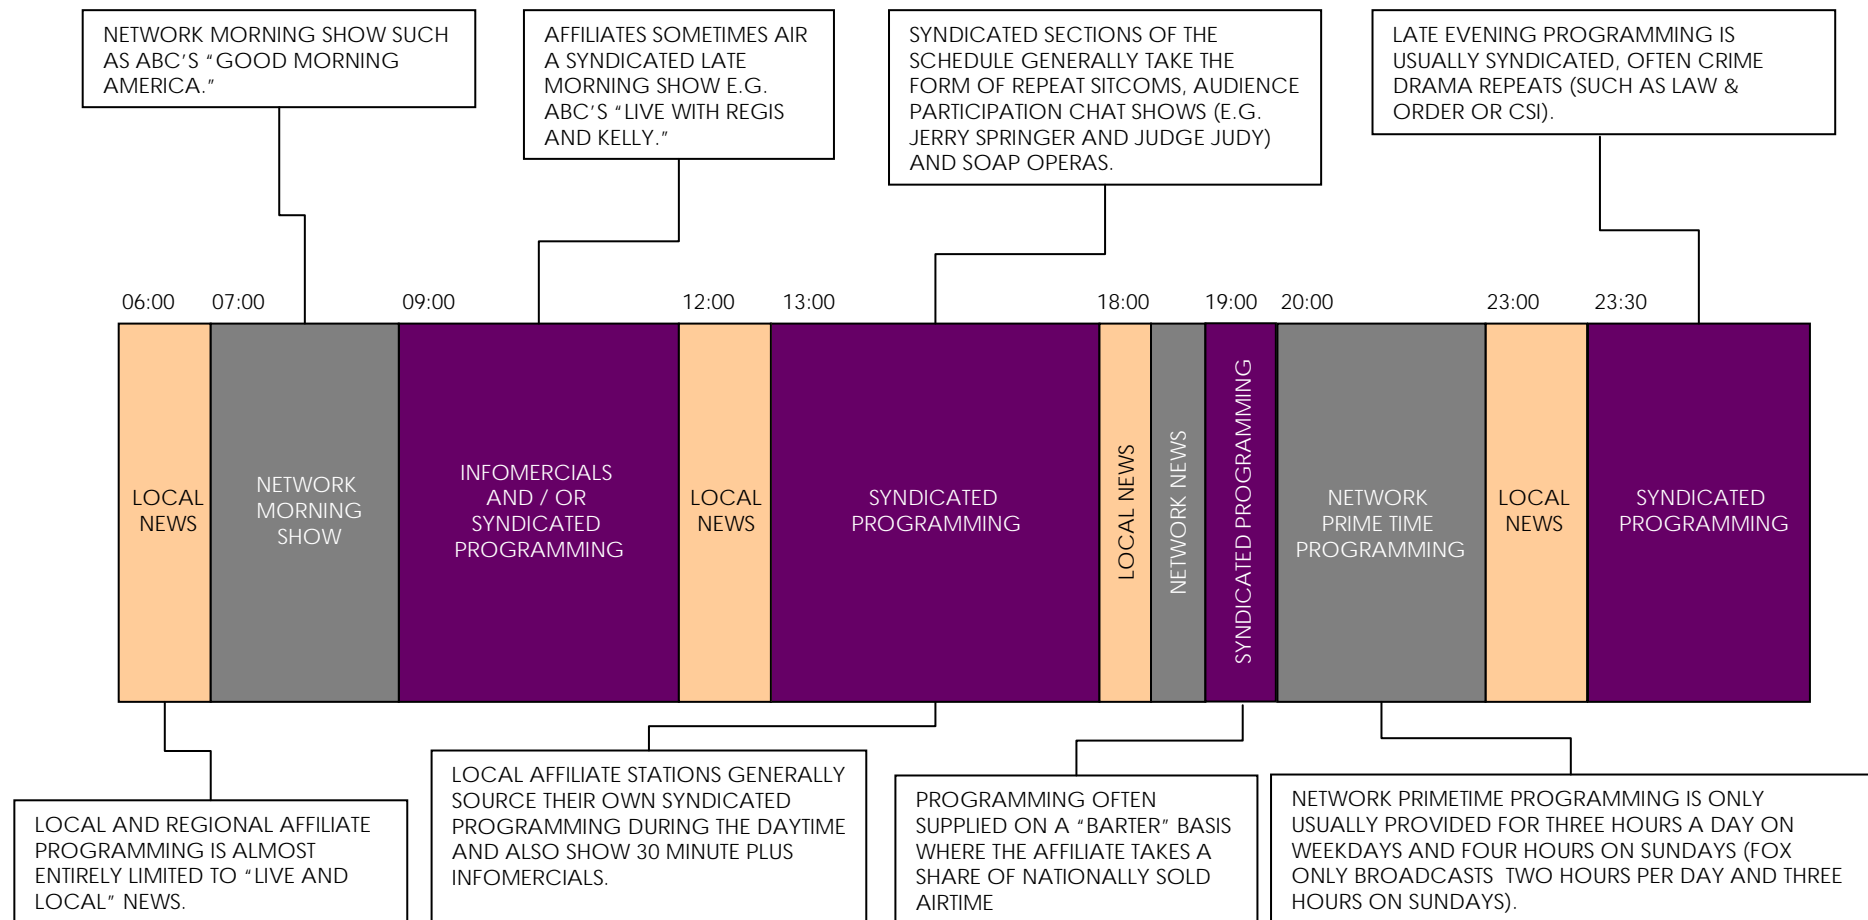 NETWORK MORNING SHOW SUCH
AS ABC'S “GOOD MORNING
AMERICA.”
AFFILIATES SOMETIMES AIR
A SYNDICATED LATE
MORNING SHOW E.G.
ABC'S “LIVE WITH REGIS
AND KELLY.”
SYNDICATED SECTIONS OF THE
SCHEDULE GENERALLY TAKE THE
FORM OF REPEAT SITCOMS, AUDIENCE
PARTICIPATION CHAT SHOWS (E.G.
JERRY SPRINGER AND JUDGE JUDY)
AND SOAP OPERAS.
LATE EVENING PROGRAMMING IS
USUALLY SYNDICATED, OFTEN CRIME
DRAMA REPEATS (SUCH AS LAW &
ORDER OR CSI).
06:00 07:00 09:00 12:00 13:00 18:00 19:00 20:00 23:00 23:30
LOCAL
NEWS
NETWORK
MORNING
SHOW
INFOMERCIALS
AND / OR
SYNDICATED
PROGRAMMING
LOCAL
NEWS
SYNDICATED
PROGRAMMING
LOCAL NEWS
NETWORK NEWS
SYNDICATED PROGRAMMING
NETWORK
PRIME TIME
PROGRAMMING
LOCAL
NEWS
SYNDICATED
PROGRAMMING
LOCAL AND REGIONAL AFFILIATE
PROGRAMMING IS ALMOST
ENTIRELY LIMITED TO “LIVE AND
LOCAL” NEWS.
LOCAL AFFILIATE STATIONS GENERALLY
SOURCE THEIR OWN SYNDICATED
PROGRAMMING DURING THE DAYTIME
AND ALSO SHOW 30 MINUTE PLUS
INFOMERCIALS.
PROGRAMMING OFTEN
SUPPLIED ON A “BARTER” BASIS
WHERE THE AFFILIATE TAKES A
SHARE OF NATIONALLY SOLD
AIRTIME
NETWORK PRIMETIME PROGRAMMING IS ONLY
USUALLY PROVIDED FOR THREE HOURS A DAY ON
WEEKDAYS AND FOUR HOURS ON SUNDAYS (FOX
ONLY BROADCASTS TWO HOURS PER DAY AND THREE
HOURS ON SUNDAYS).